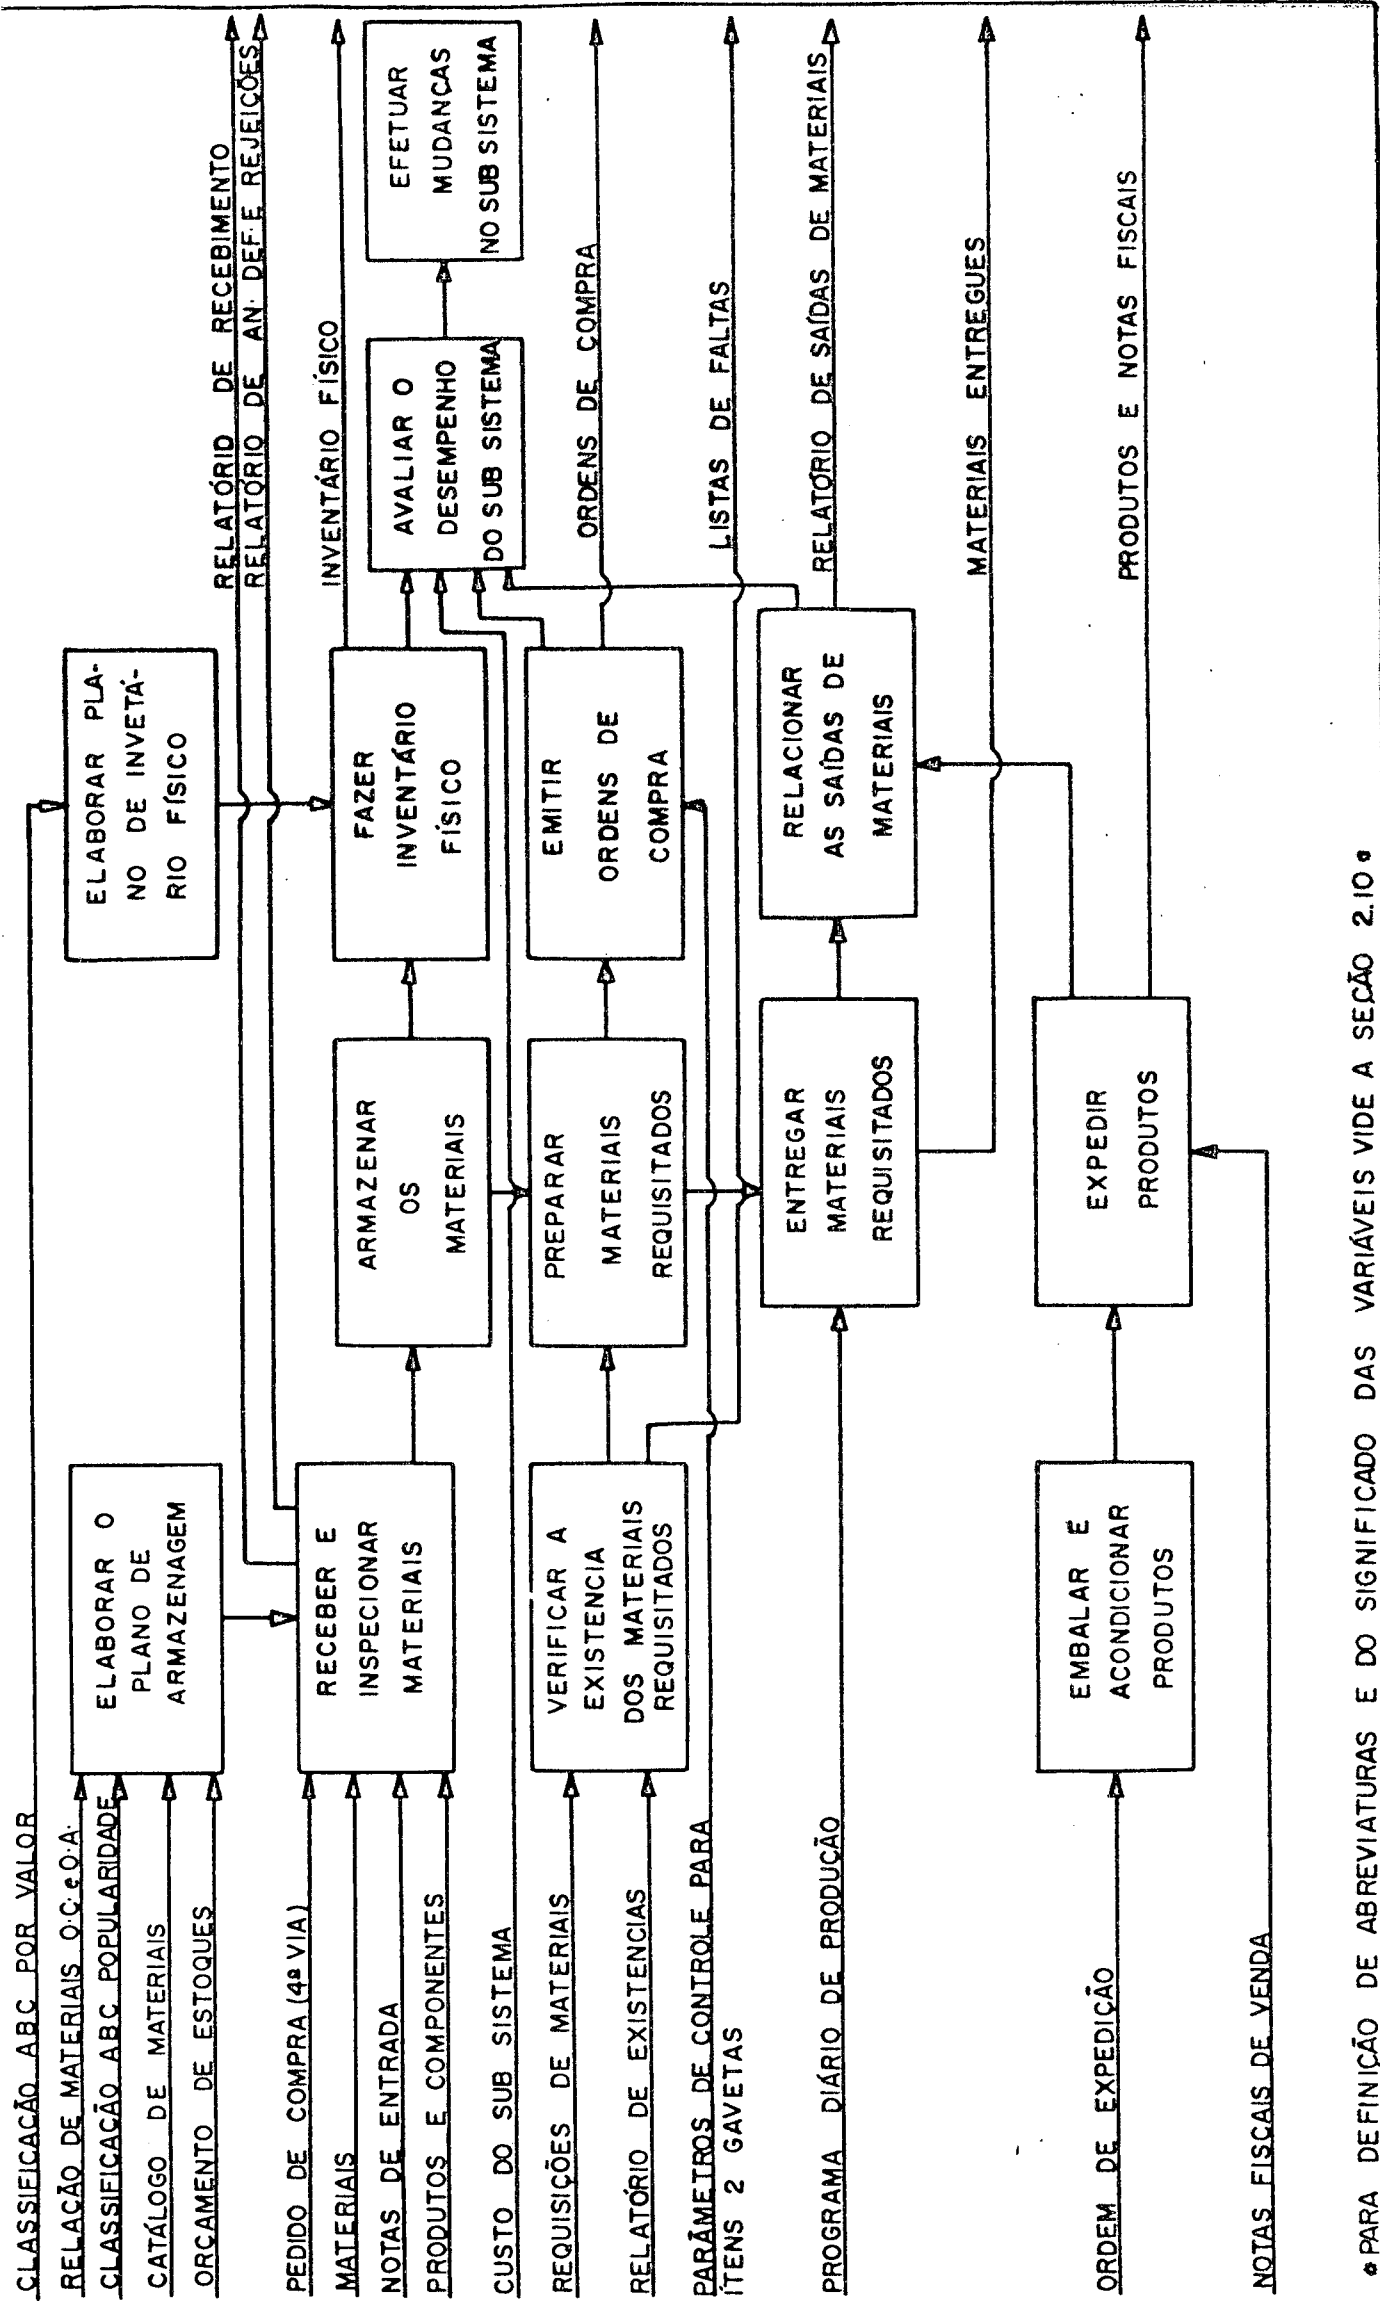 CLASSIFICAÇÃO ABC POR VALOR
RELAÇÃO DE MATERIAIS O.C. e O.A.
CLASSIFICAÇÃO ABC POPULARIDADE
CATÁLOGO DE MATERIAIS
ORÇAMENTO DE ESTOQUES
PEDIDO DE COMPRA (4ª VIA)
MATERIAIS
NOTAS DE ENTRADA
PRODUTOS E COMPONENTES
CUSTO DO SUB SISTEMA
REQUISIÇÕES DE MATERIAIS
RELATÓRIO DE EXISTENCIAS
PARÂMETROS DE CONTROLE PARA
ÍTENS 2 GAVETAS
PROGRAMA DIÁRIO DE PRODUÇÃO
ORDEM DE EXPEDIÇÃO
NOTAS FISCAIS DE VENDA
ELABORAR O
PLANO DE
ARMAZENAGEM
RECEBER E
INSPECIONAR
MATERIAIS
VERIFICAR A
EXISTENCIA
DOS MATERIAIS
REQUISITADOS
EMBALAR E
ACONDICIONAR
PRODUTOS
ARMAZENAR
OS
MATERIAIS
PREPARAR
MATERIAIS
REQUISITADOS
ENTREGAR
MATERIAIS
REQUISITADOS
EXPEDIR
PRODUTOS
ELABORAR PLA-
NO DE INVETÁ-
RIO FÍSICO
FAZER
INVENTÁRIO
FÍSICO
EMITIR
ORDENS DE
COMPRA
RELACIONAR
AS SAÍDAS DE
MATERIAIS
AVALIAR O
DESEMPENHO
DO SUB SISTEMA
EFETUAR
MUDANCAS
NO SUB SISTEMA
RELATÓRIO DE RECEBIMENTO
RELATÓRIO DE AN. DEF. E REJEICÕES
INVENTÁRIO FÍSICO
ORDENS DE COMPRA
LISTAS DE FALTAS
RELATÓRIO DE SAÍDAS DE MATERIAIS
MATERIAIS ENTREGUES
PRODUTOS E NOTAS FISCAIS
* PARA DEFINIÇÃO DE ABREVIATURAS E DO SIGNIFICADO DAS VARIÁVEIS VIDE A SEÇÃO 2.10 *